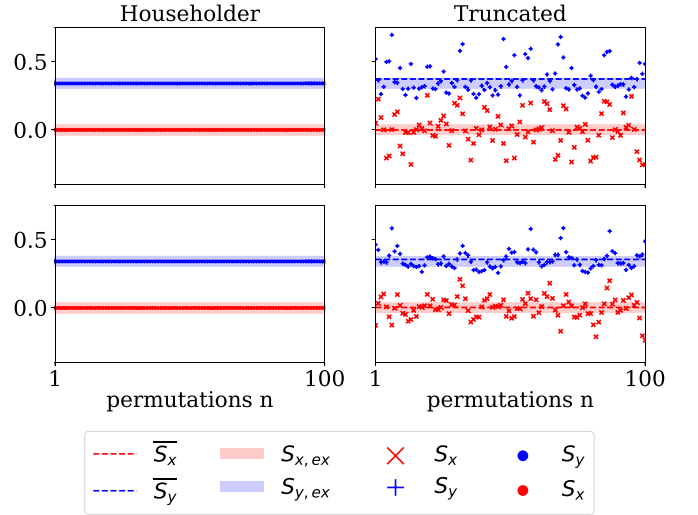 Householder
Truncated
0.5
0.0
0.5
0.0
1 100
1 100
permutations n
permutations n
$\overline{S_x}$ $S_{x,ex}$ $S_x$ $S_y$
$\overline{S_y}$ $S_{y,ex}$ $S_y$ $S_x$